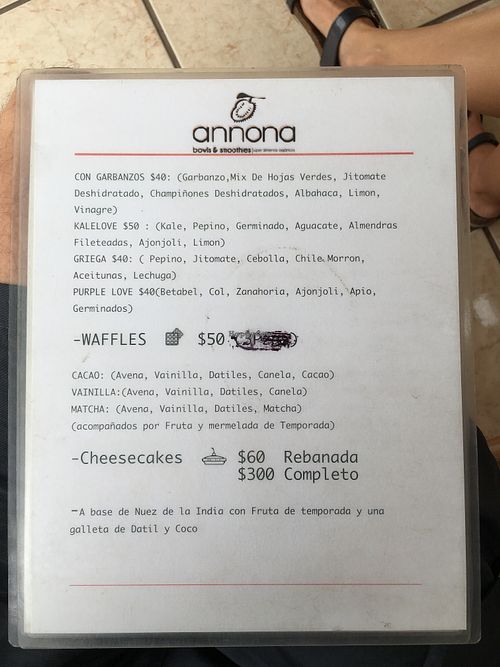 annona
bowls & smoothies
CON GARBANZOS $40: (Garbanzo,Mix De Hojas Verdes, Jitomate
Deshidratado, Champiñones Deshidratados, Albahaca, Limon,
Vinagre)
KALELOVE $50 : (Kale, Pepino, Germinado, Aguacate, Almendras
Fileteadas, Ajonjoli, Limon)
GRIEGA $40: ( Pepino, Jitomate, Cebolla, Chile Morron,
Aceitunas, Lechuga)
PURPLE LOVE $40(Betabel, Col, Zanahoria, Ajonjoli, Apio,
Germinados)
-WAFFLES $50
CACAO: (Avena, Vainilla, Datiles, Canela, Cacao)
VAINILLA:(Avena, Vainilla, Datiles, Canela)
MATCHA: (Avena, Vainilla, Datiles, Matcha)
(acompañados por Fruta y mermelada de Temporada)
-Cheesecakes $60 Rebanada
$300 Completo
-A base de Nuez de la India con Fruta de temporada y una
galleta de Datil y Coco